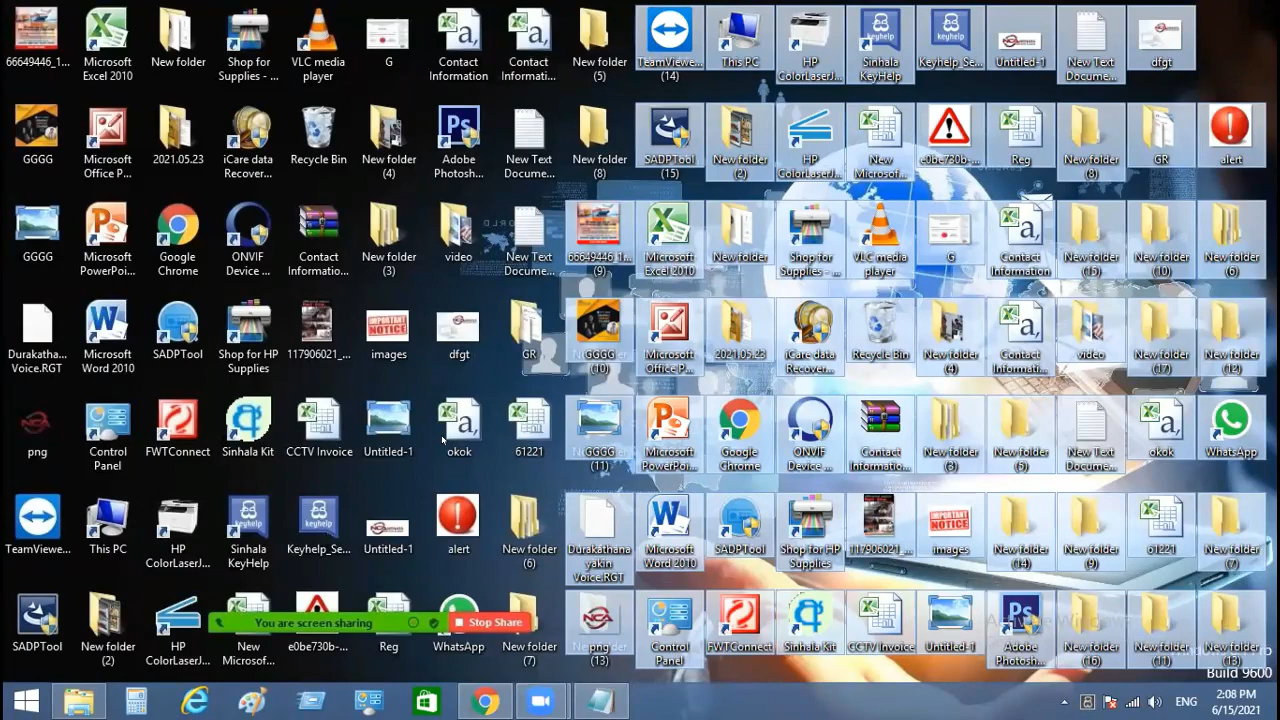 66649446_1...
Microsoft Excel 2010
New folder
Shop for Supplies - ...
VLC media player
G
Contact Information
Contact Informati...
New folder (5)
TeamViewe...
(14)
This PC
HP ColorLaserJ...
Sinhala KeyHelp
Keyhelp_Se...
Untitled-1
New Text Docume...
dfgt
GGGG
Microsoft Office P...
2021.05.23
iCare data Recover...
Recycle Bin
New folder (4)
Adobe Photosh...
New Text Docume...
New folder (8)
SADPTool
(15)
New folder (2)
HP ColorLaserJ...
New Microsof...
e0be730b-...
Reg
New folder (8)
GR
alert
GGGG
Microsoft PowerPoi...
Google Chrome
ONVIF Device ...
Contact Informatio...
New folder (3)
video
New Text Docume...
66649446_1...
(9)
Microsoft Excel 2010
New folder
Shop for Supplies - ...
VLC media player
G
Contact Information
New folder (15)
New folder (10)
New folder (6)
Durakathana... Voice.RGT
Microsoft Word 2010
SADPTool
Shop for HP Supplies
117906021_...
IMPORTANT NOTICE
images
dfgt
GR
GGGG
(10)
Microsoft Office P...
2021.05.23
iCare data Recover...
Recycle Bin
New folder (4)
Contact Informati...
video
New folder (17)
New folder (12)
png
Control Panel
FWTConnect
Sinhala Kit
CCTV Invoice
Untitled-1
okok
61221
GGGG
(11)
Microsoft PowerPoi...
Google Chrome
ONVIF Device ...
Contact Informatio...
New folder (3)
New folder (5)
New Text Docume...
okok
WhatsApp
TeamViewe...
This PC
HP ColorLaserJ...
Sinhala KeyHelp
Keyhelp_Se...
Untitled-1
alert
New folder (6)
Durakathana yakin Voice.RGT
Microsoft Word 2010
SADPTool
Shop for HP Supplies
117906021_...
IMPORTANT NOTICE
images
New folder (14)
New folder (9)
61221
New folder (7)
SADPTool
New folder (2)
HP ColorLaserJ...
New Microsof...
e0be730b-...
Reg
WhatsApp
New folder (7)
You are screen sharing
Stop Share
png
(13)
Control Panel
FWTConnect
Sinhala Kit
CCTV Invoice
Untitled-1
Adobe Photosh...
New folder (16)
New folder (11)
New folder (13)
Build 9600
ENG
2:08 PM
6/15/2021